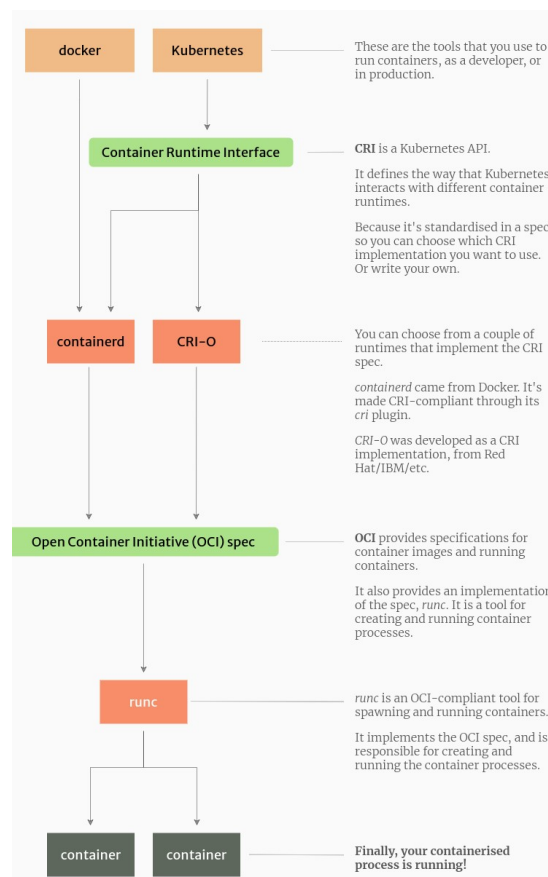 docker
Kubernetes
These are the tools that you use to
run containers, as a developer, or
in production.
Container Runtime Interface
CRI is a Kubernetes API.
It defines the way that Kubernetes
interacts with different container
runtimes.
Because it's standardised in a spec
so you can choose which CRI
implementation you want to use.
Or write your own.
containerd
CRI-O
You can choose from a couple of
runtimes that implement the CRI
spec.
containerd came from Docker. It's
made CRI-compliant through its
cri plugin.
CRI-O was developed as a CRI
implementation, from Red
Hat/IBM/etc.
Open Container Initiative (OCI) spec
OCI provides specifications for
container images and running
containers.
It also provides an implementation
of the spec, runc. It is a tool for
creating and running container
processes.
runc
runc is an OCI-compliant tool for
spawning and running containers.
It implements the OCI spec, and is
responsible for creating and
running the container processes.
container
container
Finally, your containerised
process is running!